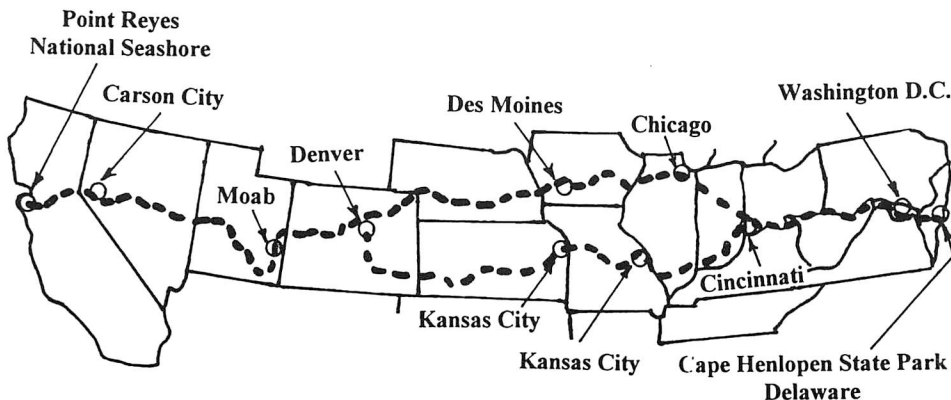 Point Reyes
National Seashore
Carson City
Des Moines
Washington D.C.
Chicago
Denver
Moab
Cincinnati
Kansas City
Kansas City
Cape Henlopen State Park
Delaware